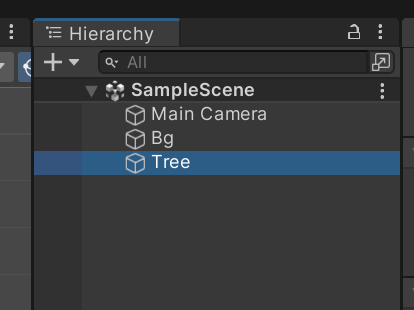 Hierarchy
All
SampleScene
Main Camera
Bg
Tree